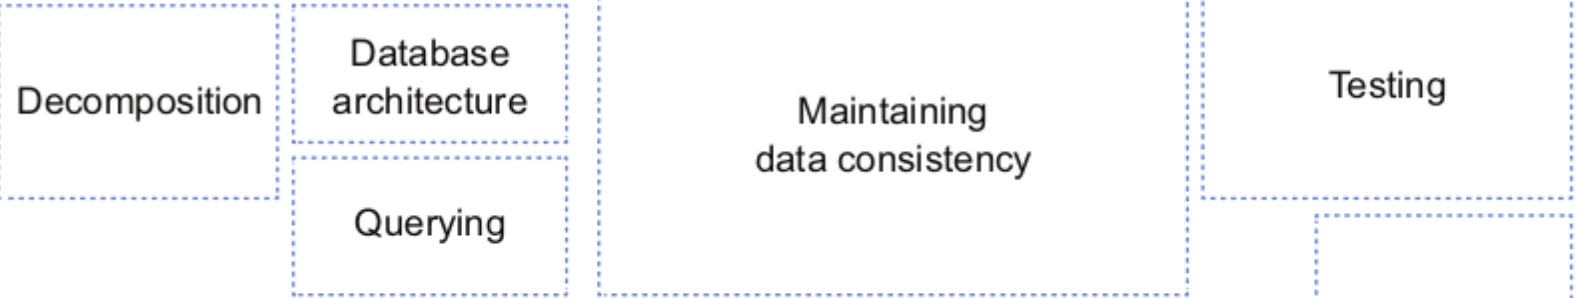 Decomposition
Database
architecture
Querying
Maintaining
data consistency
Testing